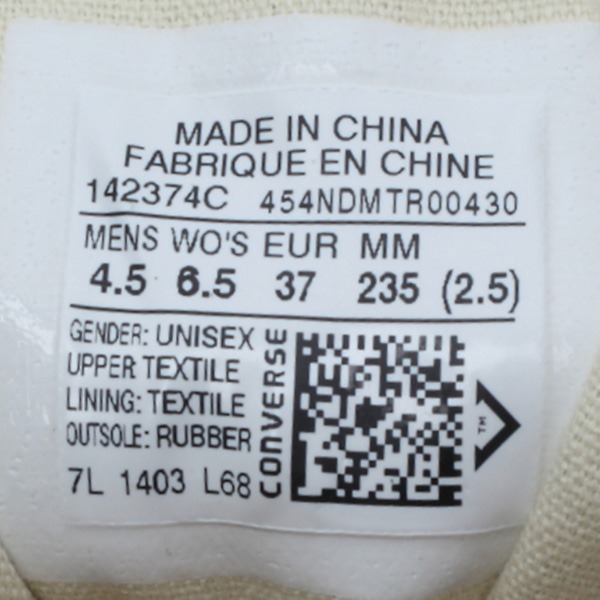 MADE IN CHINA
FABRIQUE EN CHINE
142374C 454NDMTR00430
MENS WO'S EUR MM
4.5 6.5 37 235 (2.5)
GENDER: UNISEX
UPPER TEXTILE
LINING: TEXTILE
OUTSOLE: RUBBER
7L 1403 L68
CONVERSE
TM